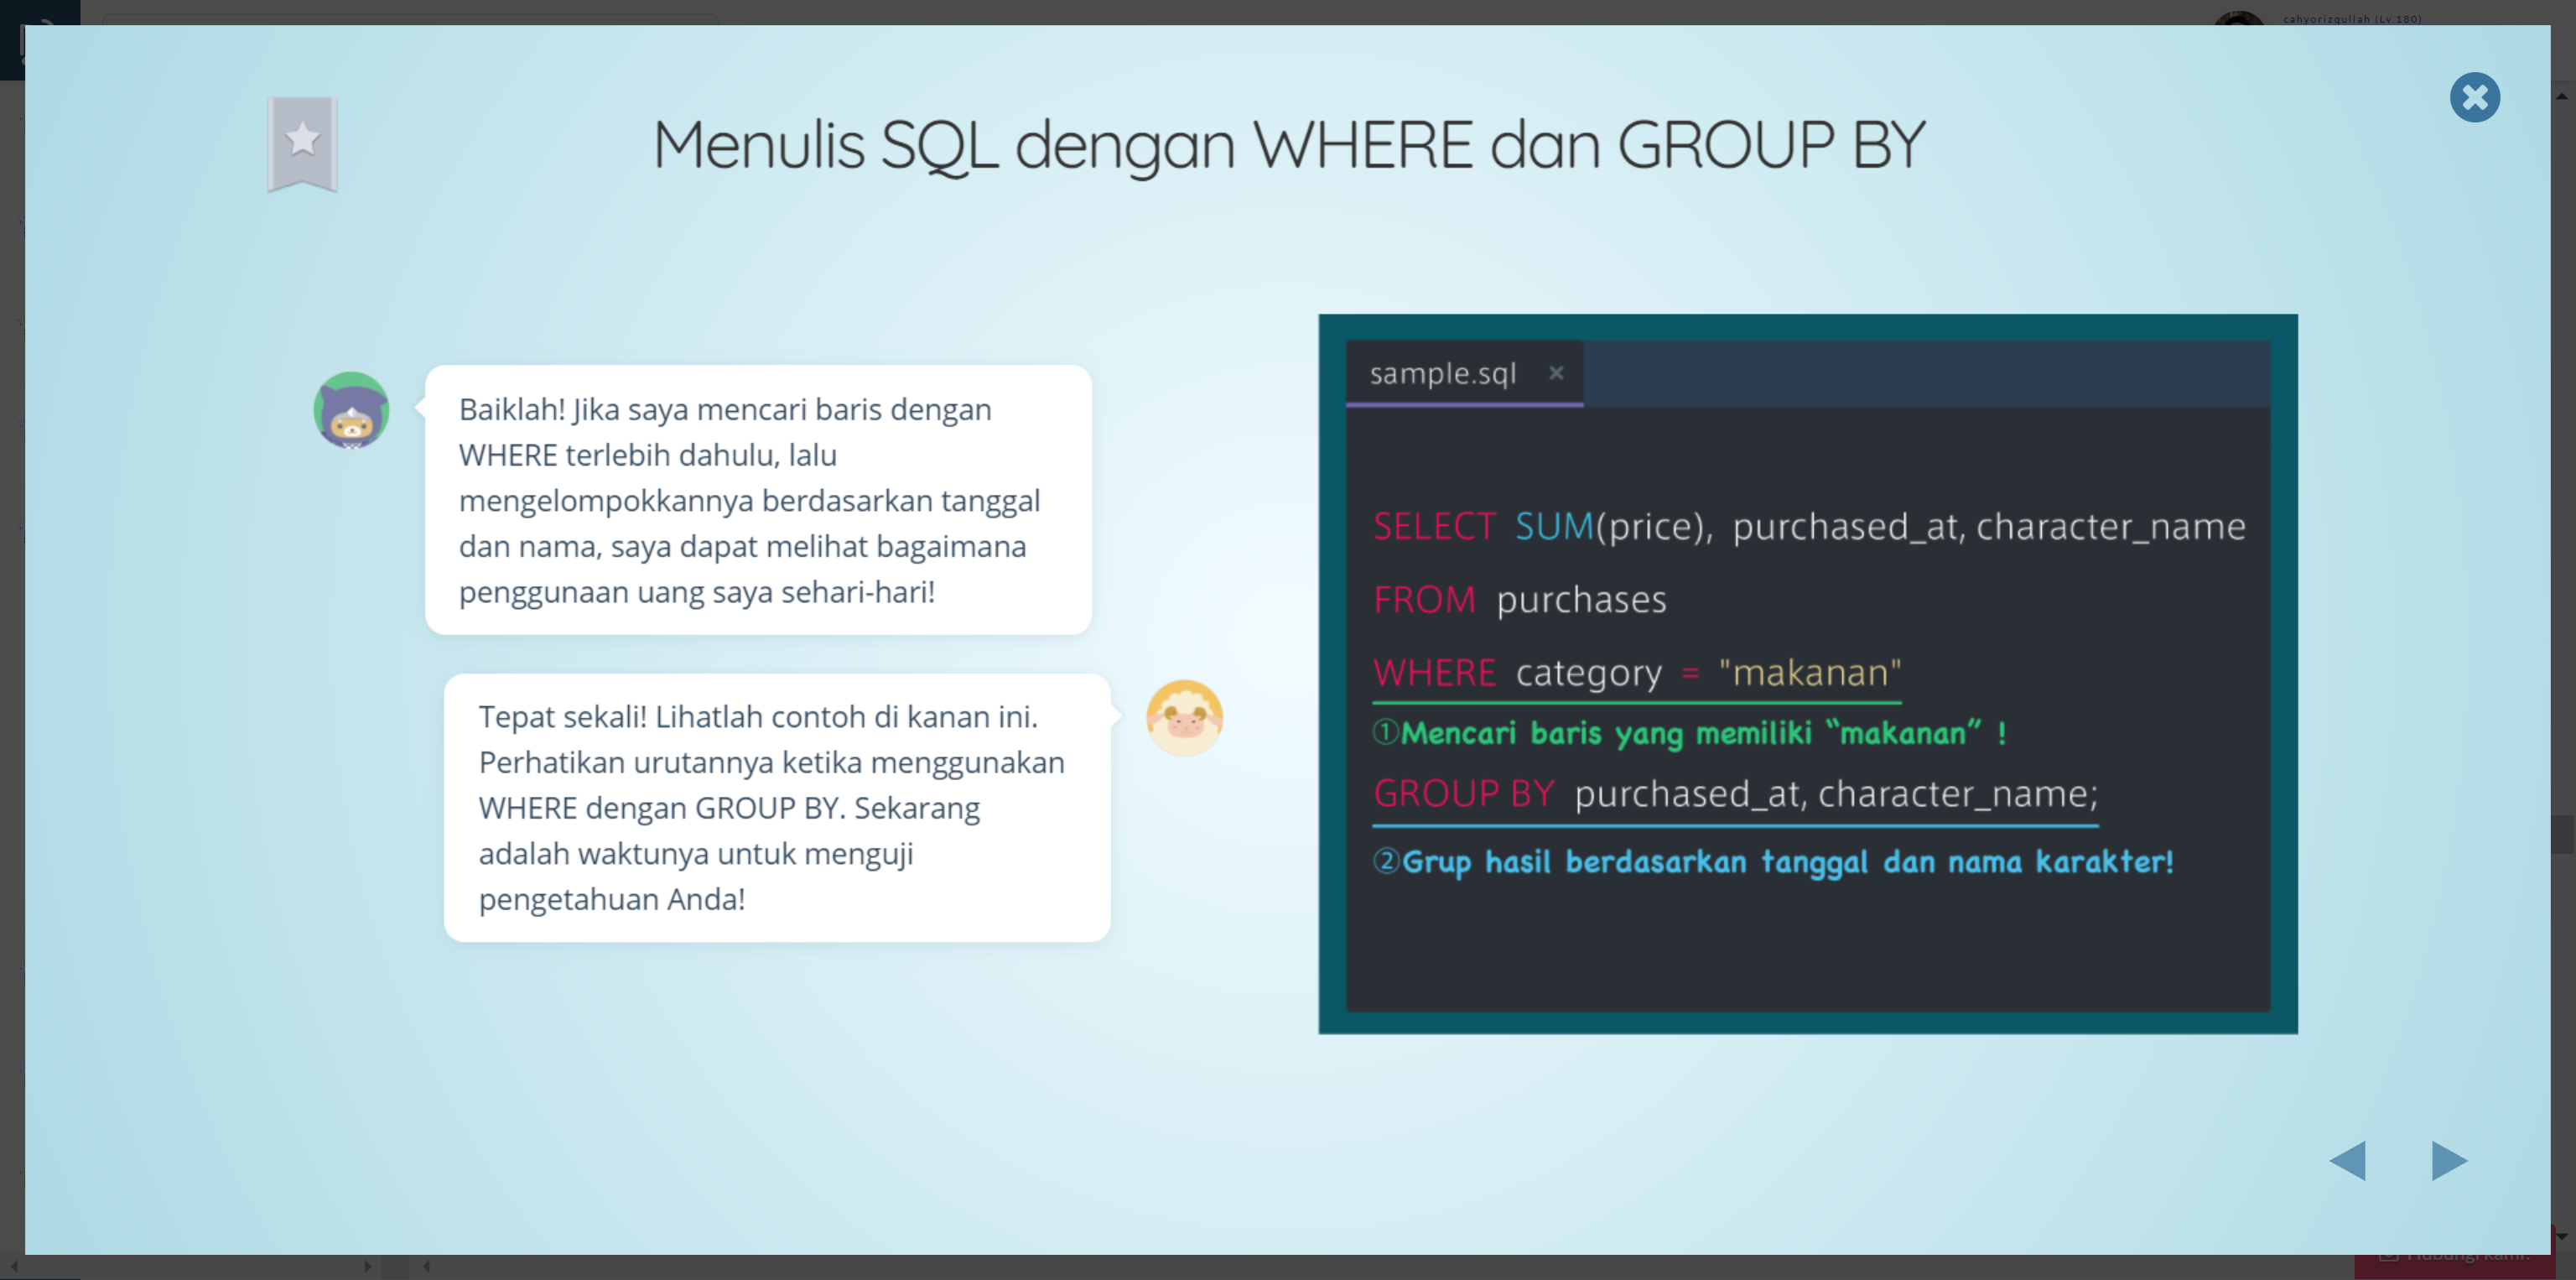 cahyorizqullah (Lv.180)
Menulis SQL dengan WHERE dan GROUP BY
Baiklah! Jika saya mencari baris dengan
WHERE terlebih dahulu, lalu
mengelompokkannya berdasarkan tanggal
dan nama, saya dapat melihat bagaimana
penggunaan uang saya sehari-hari!
Tepat sekali! Lihatlah contoh di kanan ini.
Perhatikan urutannya ketika menggunakan
WHERE dengan GROUP BY. Sekarang
adalah waktunya untuk menguji
pengetahuan Anda!
sample.sql ×
SELECT SUM(price), purchased_at, character_name
FROM purchases
WHERE category = "makanan"
①Mencari baris yang memiliki “makanan” !
GROUP BY purchased_at, character_name;
②Grup hasil berdasarkan tanggal dan nama karakter!
Hubungi kami!